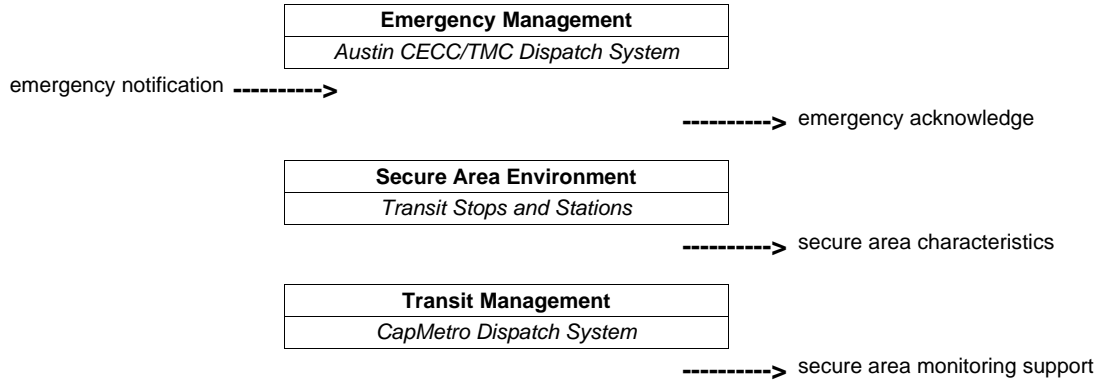 Emergency Management
Austin CECC/TMC Dispatch System
emergency notification
emergency acknowledge
Secure Area Environment
Transit Stops and Stations
secure area characteristics
Transit Management
CapMetro Dispatch System
secure area monitoring support